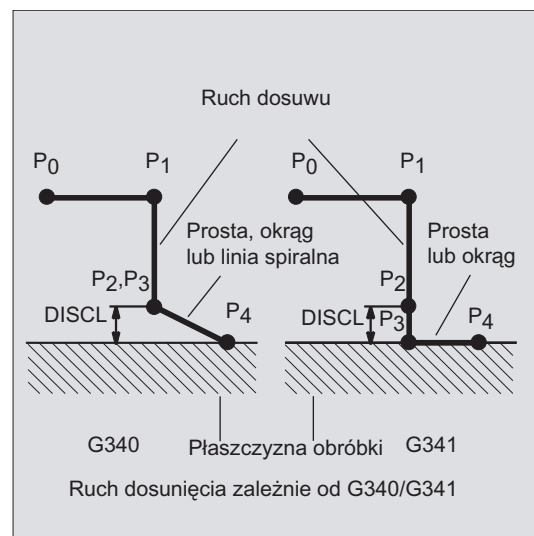 Ruch dosuwu
P0 P1 P0 P1
Prosta, okrąg
lub linia spiralna
Prosta
lub okrąg
P2,P3 P2
DISCL P4 DISCL P3 P4
G340 Płaszczyzna obróbki G341
Ruch dosunięcia zależnie od G340/G341